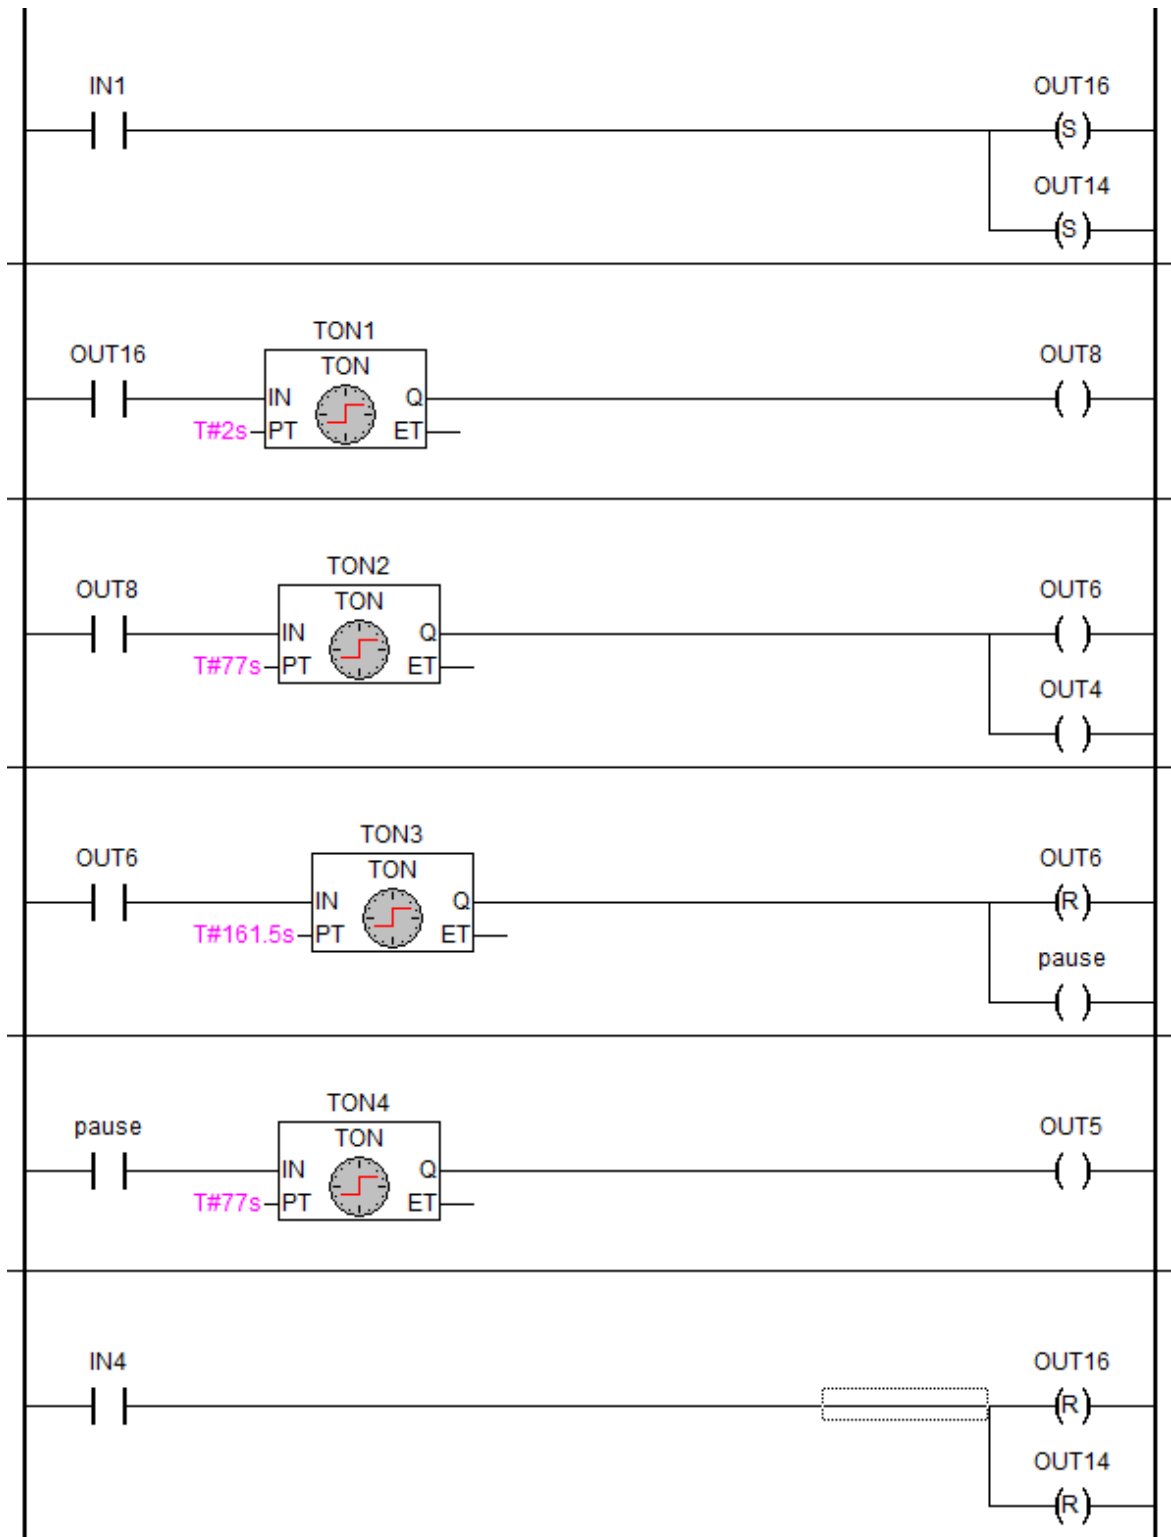 IN1 OUT16
S
OUT14
S
TON1
OUT16 TON OUT8
IN Q
T#2s PT ET
TON2
OUT8 TON OUT6
IN Q
T#77s PT ET
OUT4
TON3
OUT6 TON OUT6
IN Q R
T#161.5s PT ET
pause
TON4
pause TON OUT5
IN Q
T#77s PT ET
IN4 OUT16
R
OUT14
R